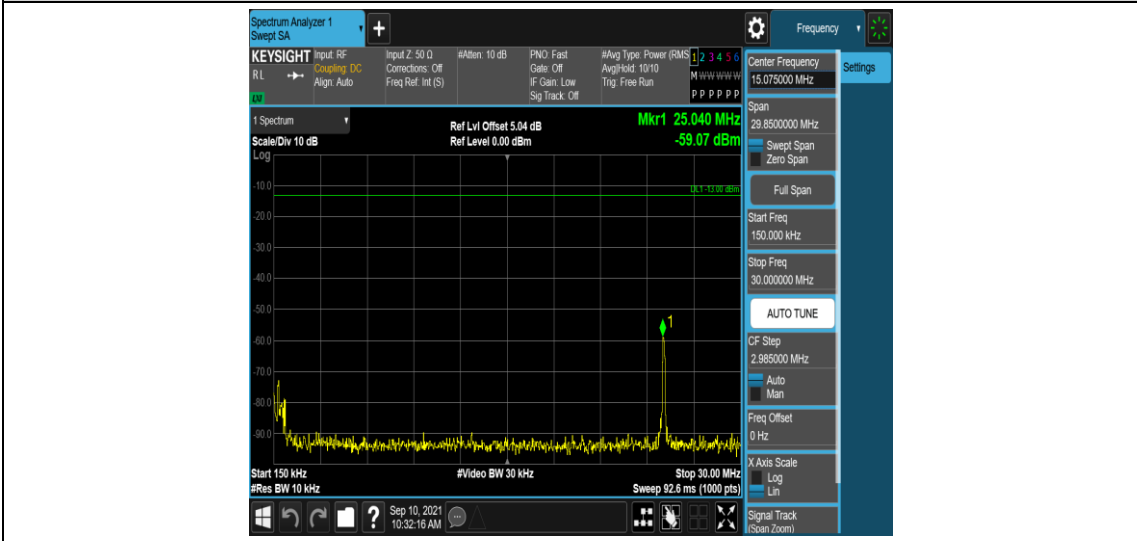 Spectrum Analyzer 1
Swept SA
Frequency
KEYSIGHT
RL
LXI
Input: RF
Coupling: DC
Align: Auto
Input Z: 50 Ω
Corrections: Off
Freq Ref: Int (S)
#Atten: 10 dB
PNO: Fast
Gate: Off
IF Gain: Low
Sig Track: Off
#Avg Type: Power (RMS
Avg|Hold: 10/10
Trig: Free Run
1 2 3 4 5 6
M W W W W W
P P P P P P
1 Spectrum
Scale/Div 10 dB
Log
Ref Lvl Offset 5.04 dB
Ref Level 0.00 dBm
Mkr1 25.040 MHz
-59.07 dBm
DL1 -13.00 dBm
-10.0
-20.0
-30.0
-40.0
-50.0
-60.0
-70.0
-80.0
-90.0
1
Start 150 kHz
#Res BW 10 kHz
#Video BW 30 kHz
Stop 30.00 MHz
Sweep 92.6 ms (1000 pts)
Center Frequency
15.075000 MHz
Settings
Span
29.8500000 MHz
Swept Span
Zero Span
Full Span
Start Freq
150.000 kHz
Stop Freq
30.000000 MHz
AUTO TUNE
CF Step
2.985000 MHz
Auto
Man
Freq Offset
0 Hz
X Axis Scale
Log
Lin
Signal Track
(Span Zoom)
?
Sep 10, 2021
10:32:16 AM